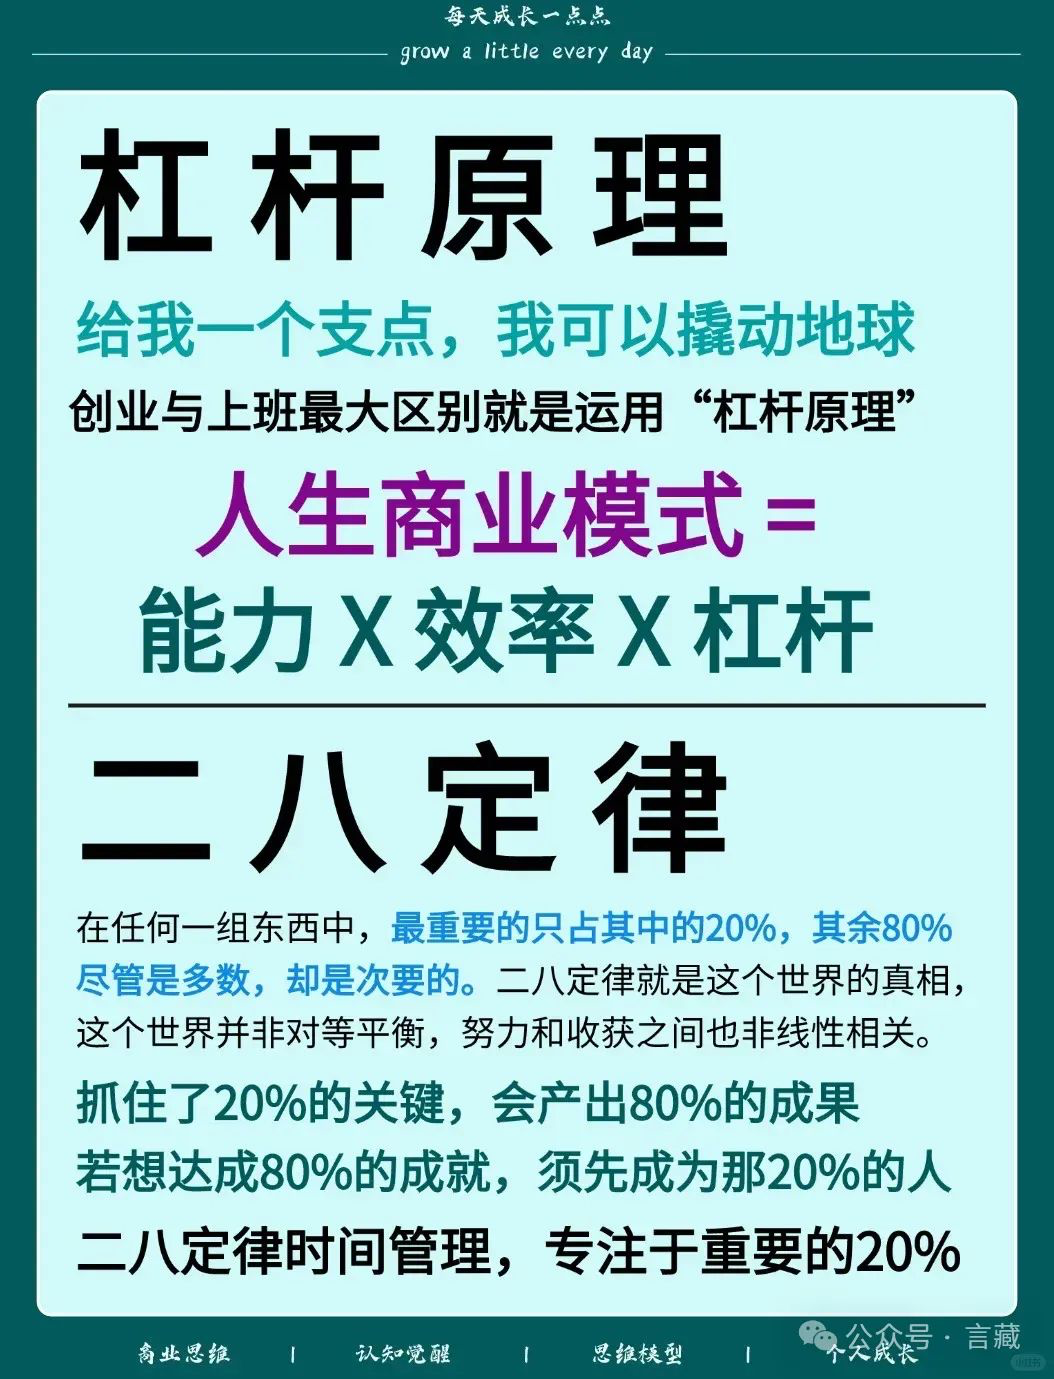 每天成长一点点
grow a little every day
杠杆原理
给我一个支点，我可以撬动地球
创业与上班最大区别就是运用“杠杆原理”
人生商业模式 =
能力 X 效率 X 杠杆
二八定律
在任何一组东西中，最重要的只占其中的20%，其余80%
尽管是多数，却是次要的。二八定律就是这个世界的真相，
这个世界并非对等平衡，努力和收获之间也非线性相关。
抓住了20%的关键，会产出80%的成果
若想达成80%的成就，须先成为那20%的人
二八定律时间管理，专注于重要的20%
公众号 · 言藏
商业思维 | 认知觉醒 | 思维模型 | 个人成长
小红书